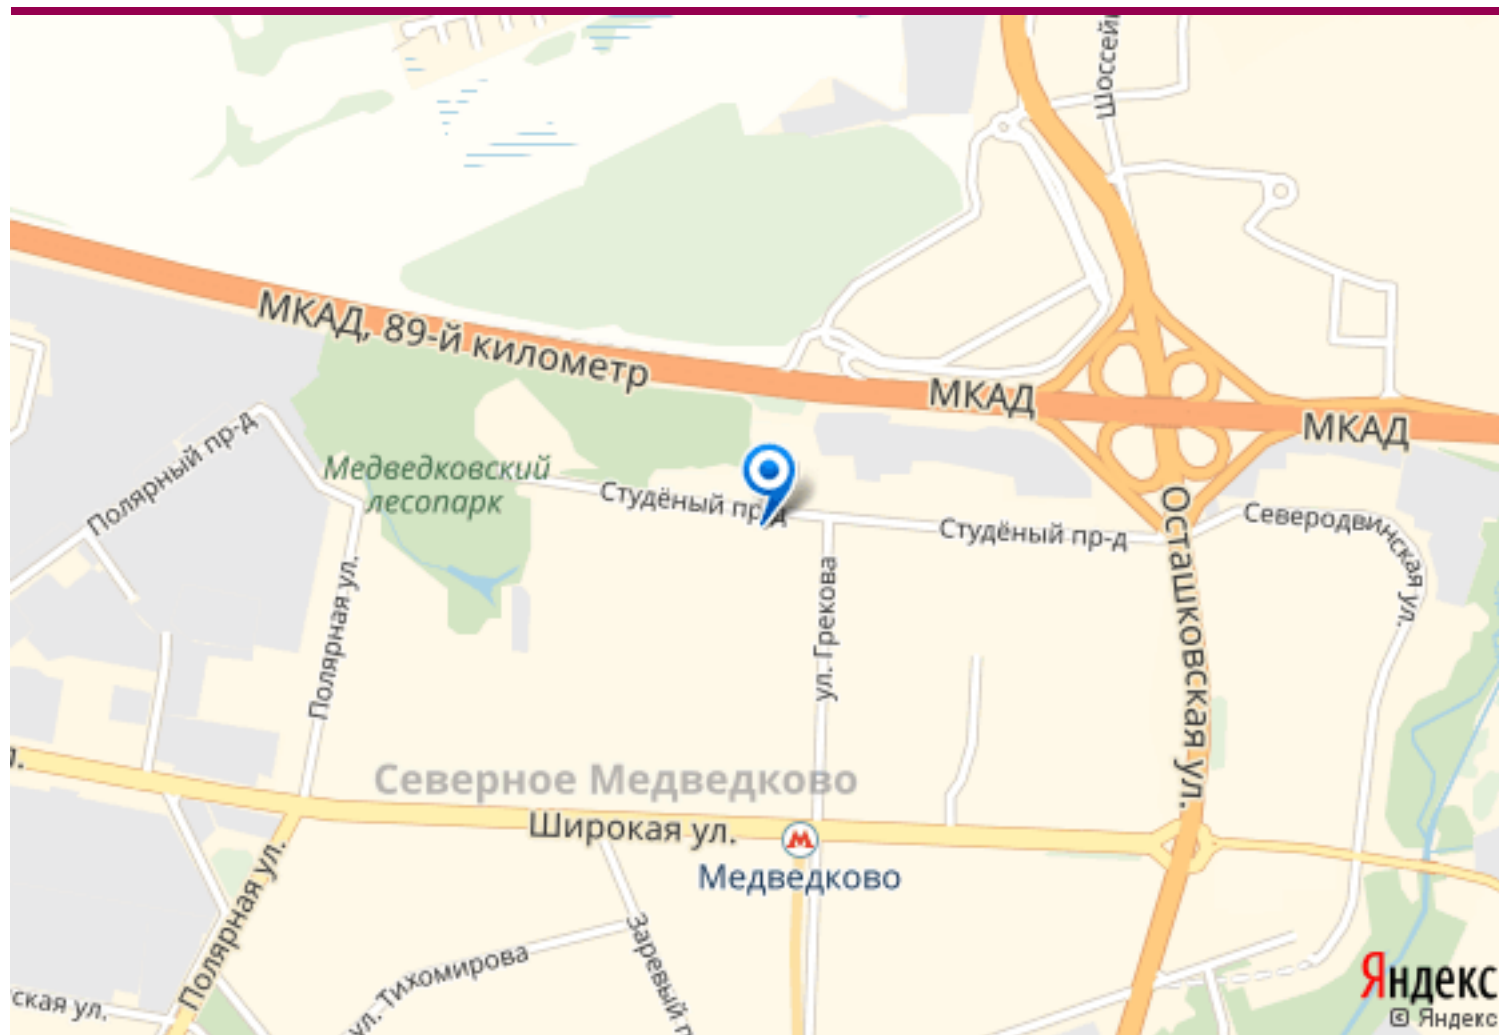 Шоссейн
МКАД, 89-й километр
МКАД
МКАД
Полярный пр-д
Медведковский
лесопарк
Студёный пр-д
Студёный пр-д
Северодвинская ул.
Осташковская ул.
ул. Грекова
Полярная ул.
л.
Северное Медведково
Широкая ул.
Медведково
Полярная ул.
Заревый п
ул. Тихомирова
ская ул.
Яндекс
© Яндекс